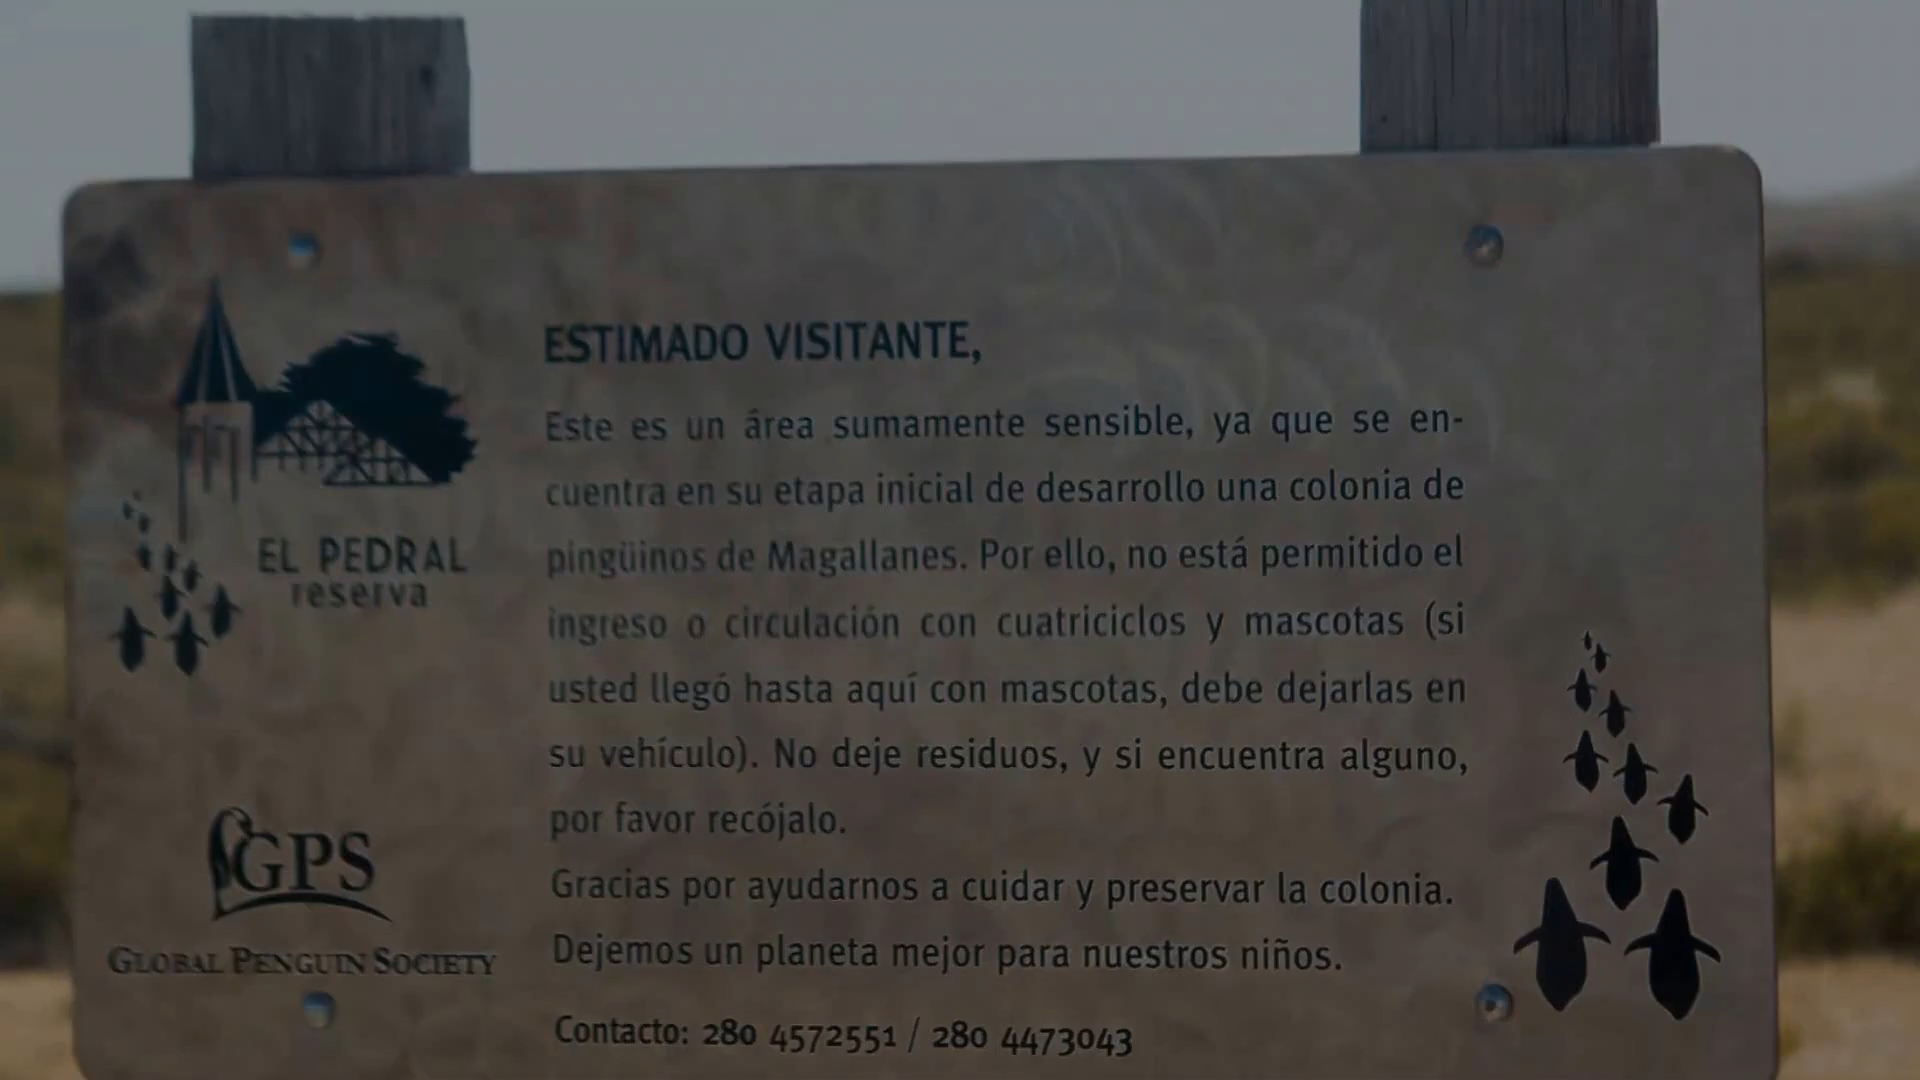 ESTIMADO VISITANTE,
Este es un área sumamente sensible, ya que se en-
cuentra en su etapa inicial de desarrollo una colonia de
pingüinos de Magallanes. Por ello, no está permitido el
ingreso o circulación con cuatriciclos y mascotas (si
usted llegó hasta aquí con mascotas, debe dejarlas en
su vehículo). No deje residuos, y si encuentra alguno,
por favor recójalo.
Gracias por ayudarnos a cuidar y preservar la colonia.
Dejemos un planeta mejor para nuestros niños.
Contacto: 280 4572551 / 280 4473043
EL PEDRAL
reserva
GPS
GLOBAL PENGUIN SOCIETY